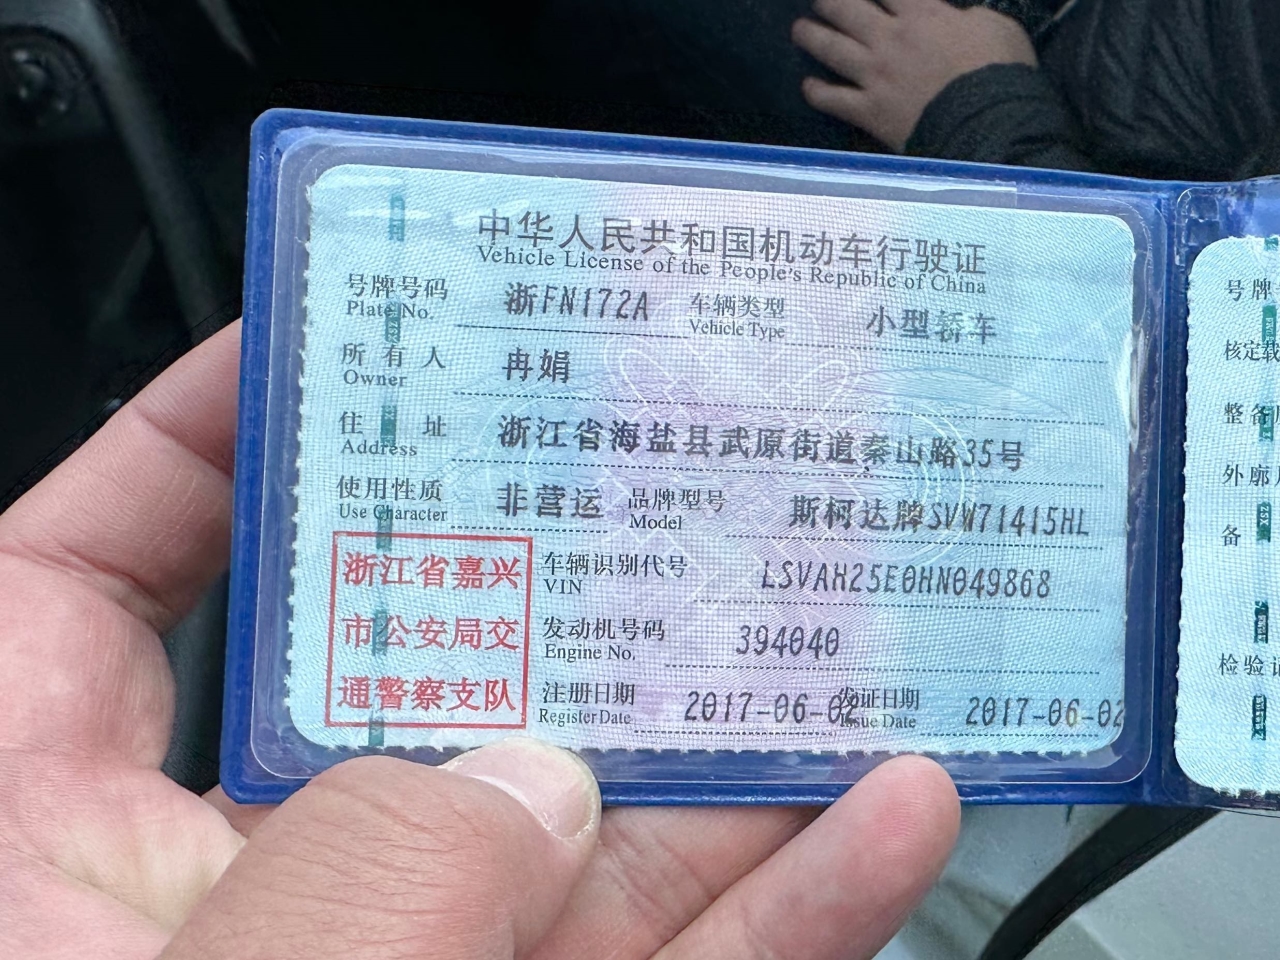 中华人民共和国机动车行驶证
Vehicle License of the People's Republic of China
号牌号码 浙FN172A 车辆类型 小型轿车
Plate No. Vehicle Type
所有人 冉娟
Owner
住址 浙江省海盐县武原街道秦山路35号
Address
使用性质 非营运 品牌型号 斯柯达牌SVW71415HL
Use Character Model
浙江省嘉兴
市公安局交
通警察支队
车辆识别代号 LSVAH25E0HN049868
VIN
发动机号码 394040
Engine No.
注册日期 2017-06-02 发证日期 2017-06-02
Register Date Issue Date
号牌
核定载
整备
外廓
备
检验